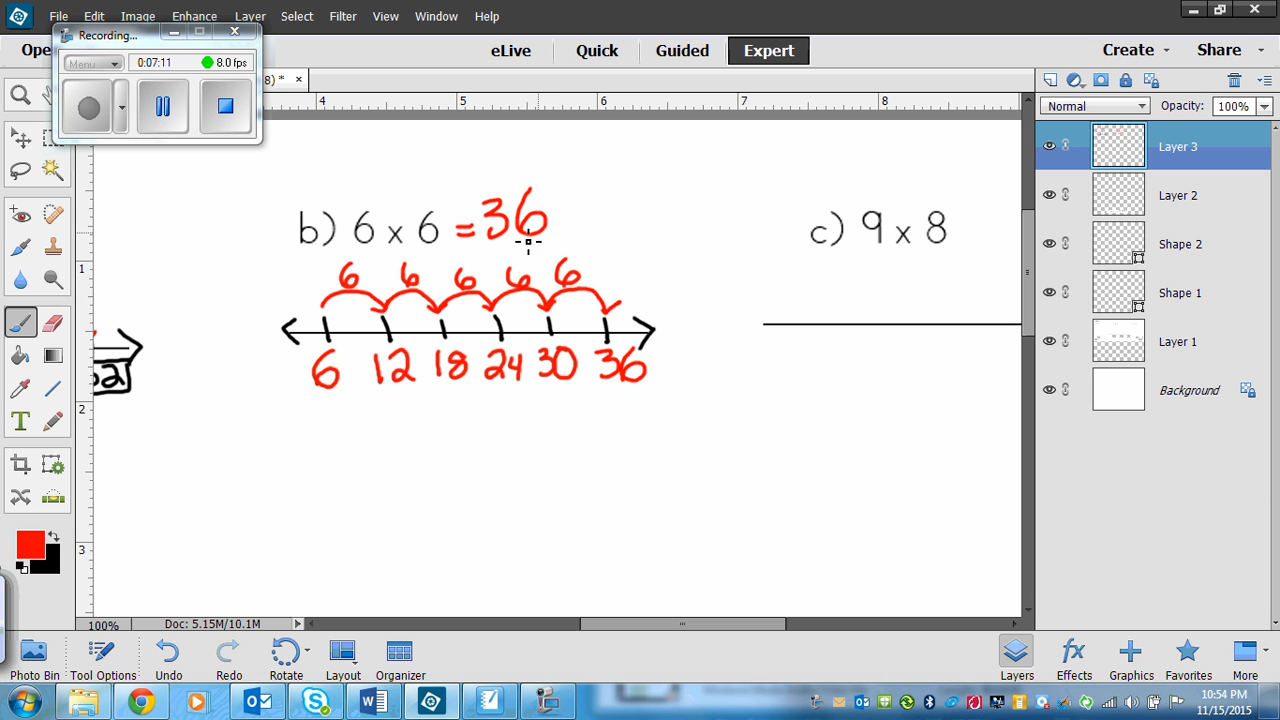 File Edit Image Enhance Layer Select Filter View Window Help
Recording...
Menu 0:07:11 8.0 fps
eLive Quick Guided Expert Create Share
8) *
4 5 6 7 8
Normal Opacity: 100%
Layer 3
Layer 2
Shape 2
Shape 1
Layer 1
Background
1
2
3
b) 6 x 6 = 36
6 6 6 6 6
6 12 18 24 30 36
c) 9 x 8
100% Doc: 5.15M/10.1M
Photo Bin Tool Options Undo Redo Rotate Layout Organizer Layers Effects Graphics Favorites More
10:54 PM
11/15/2015